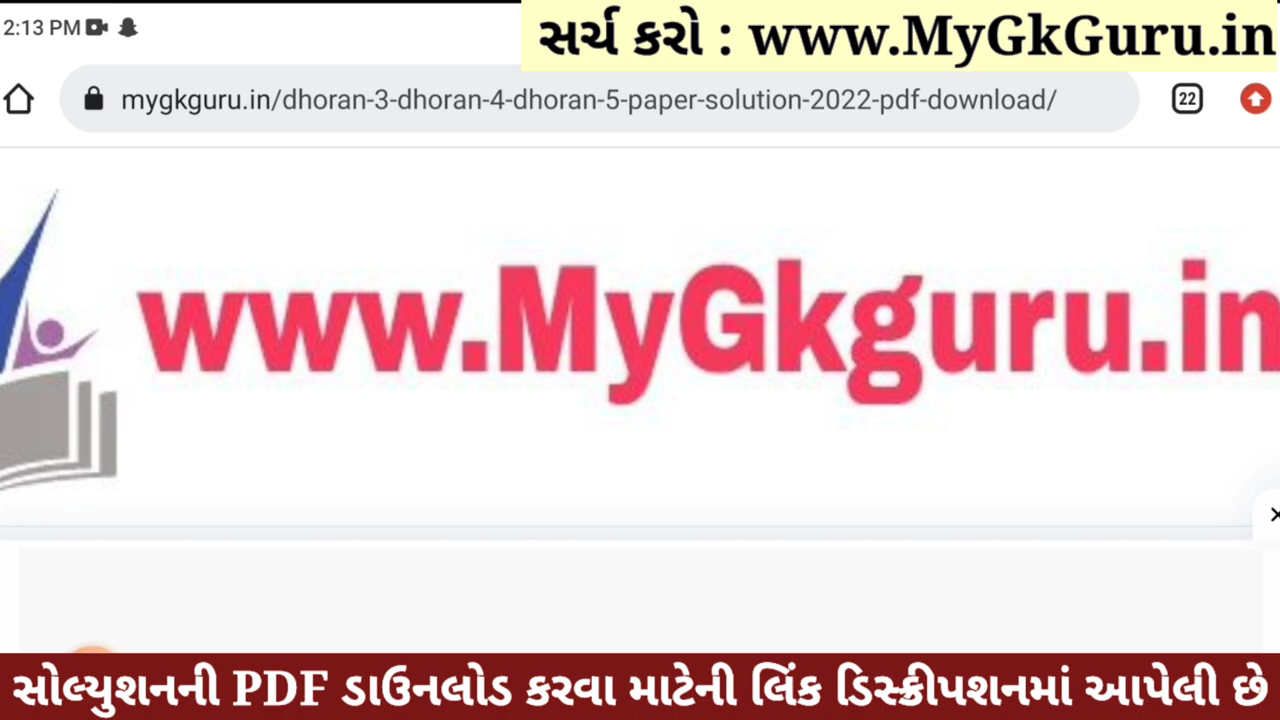 2:13 PM
સર્ચ કરો : www.MyGkGuru.in
mygkguru.in/dhoran-3-dhoran-4-dhoran-5-paper-solution-2022-pdf-download/
22
www.MyGkguru.in
સોલ્યુશનની PDF ડાઉનલોડ કરવા માટેની લિંક ડિસ્ક્રીપશનમાં આપેલી છે